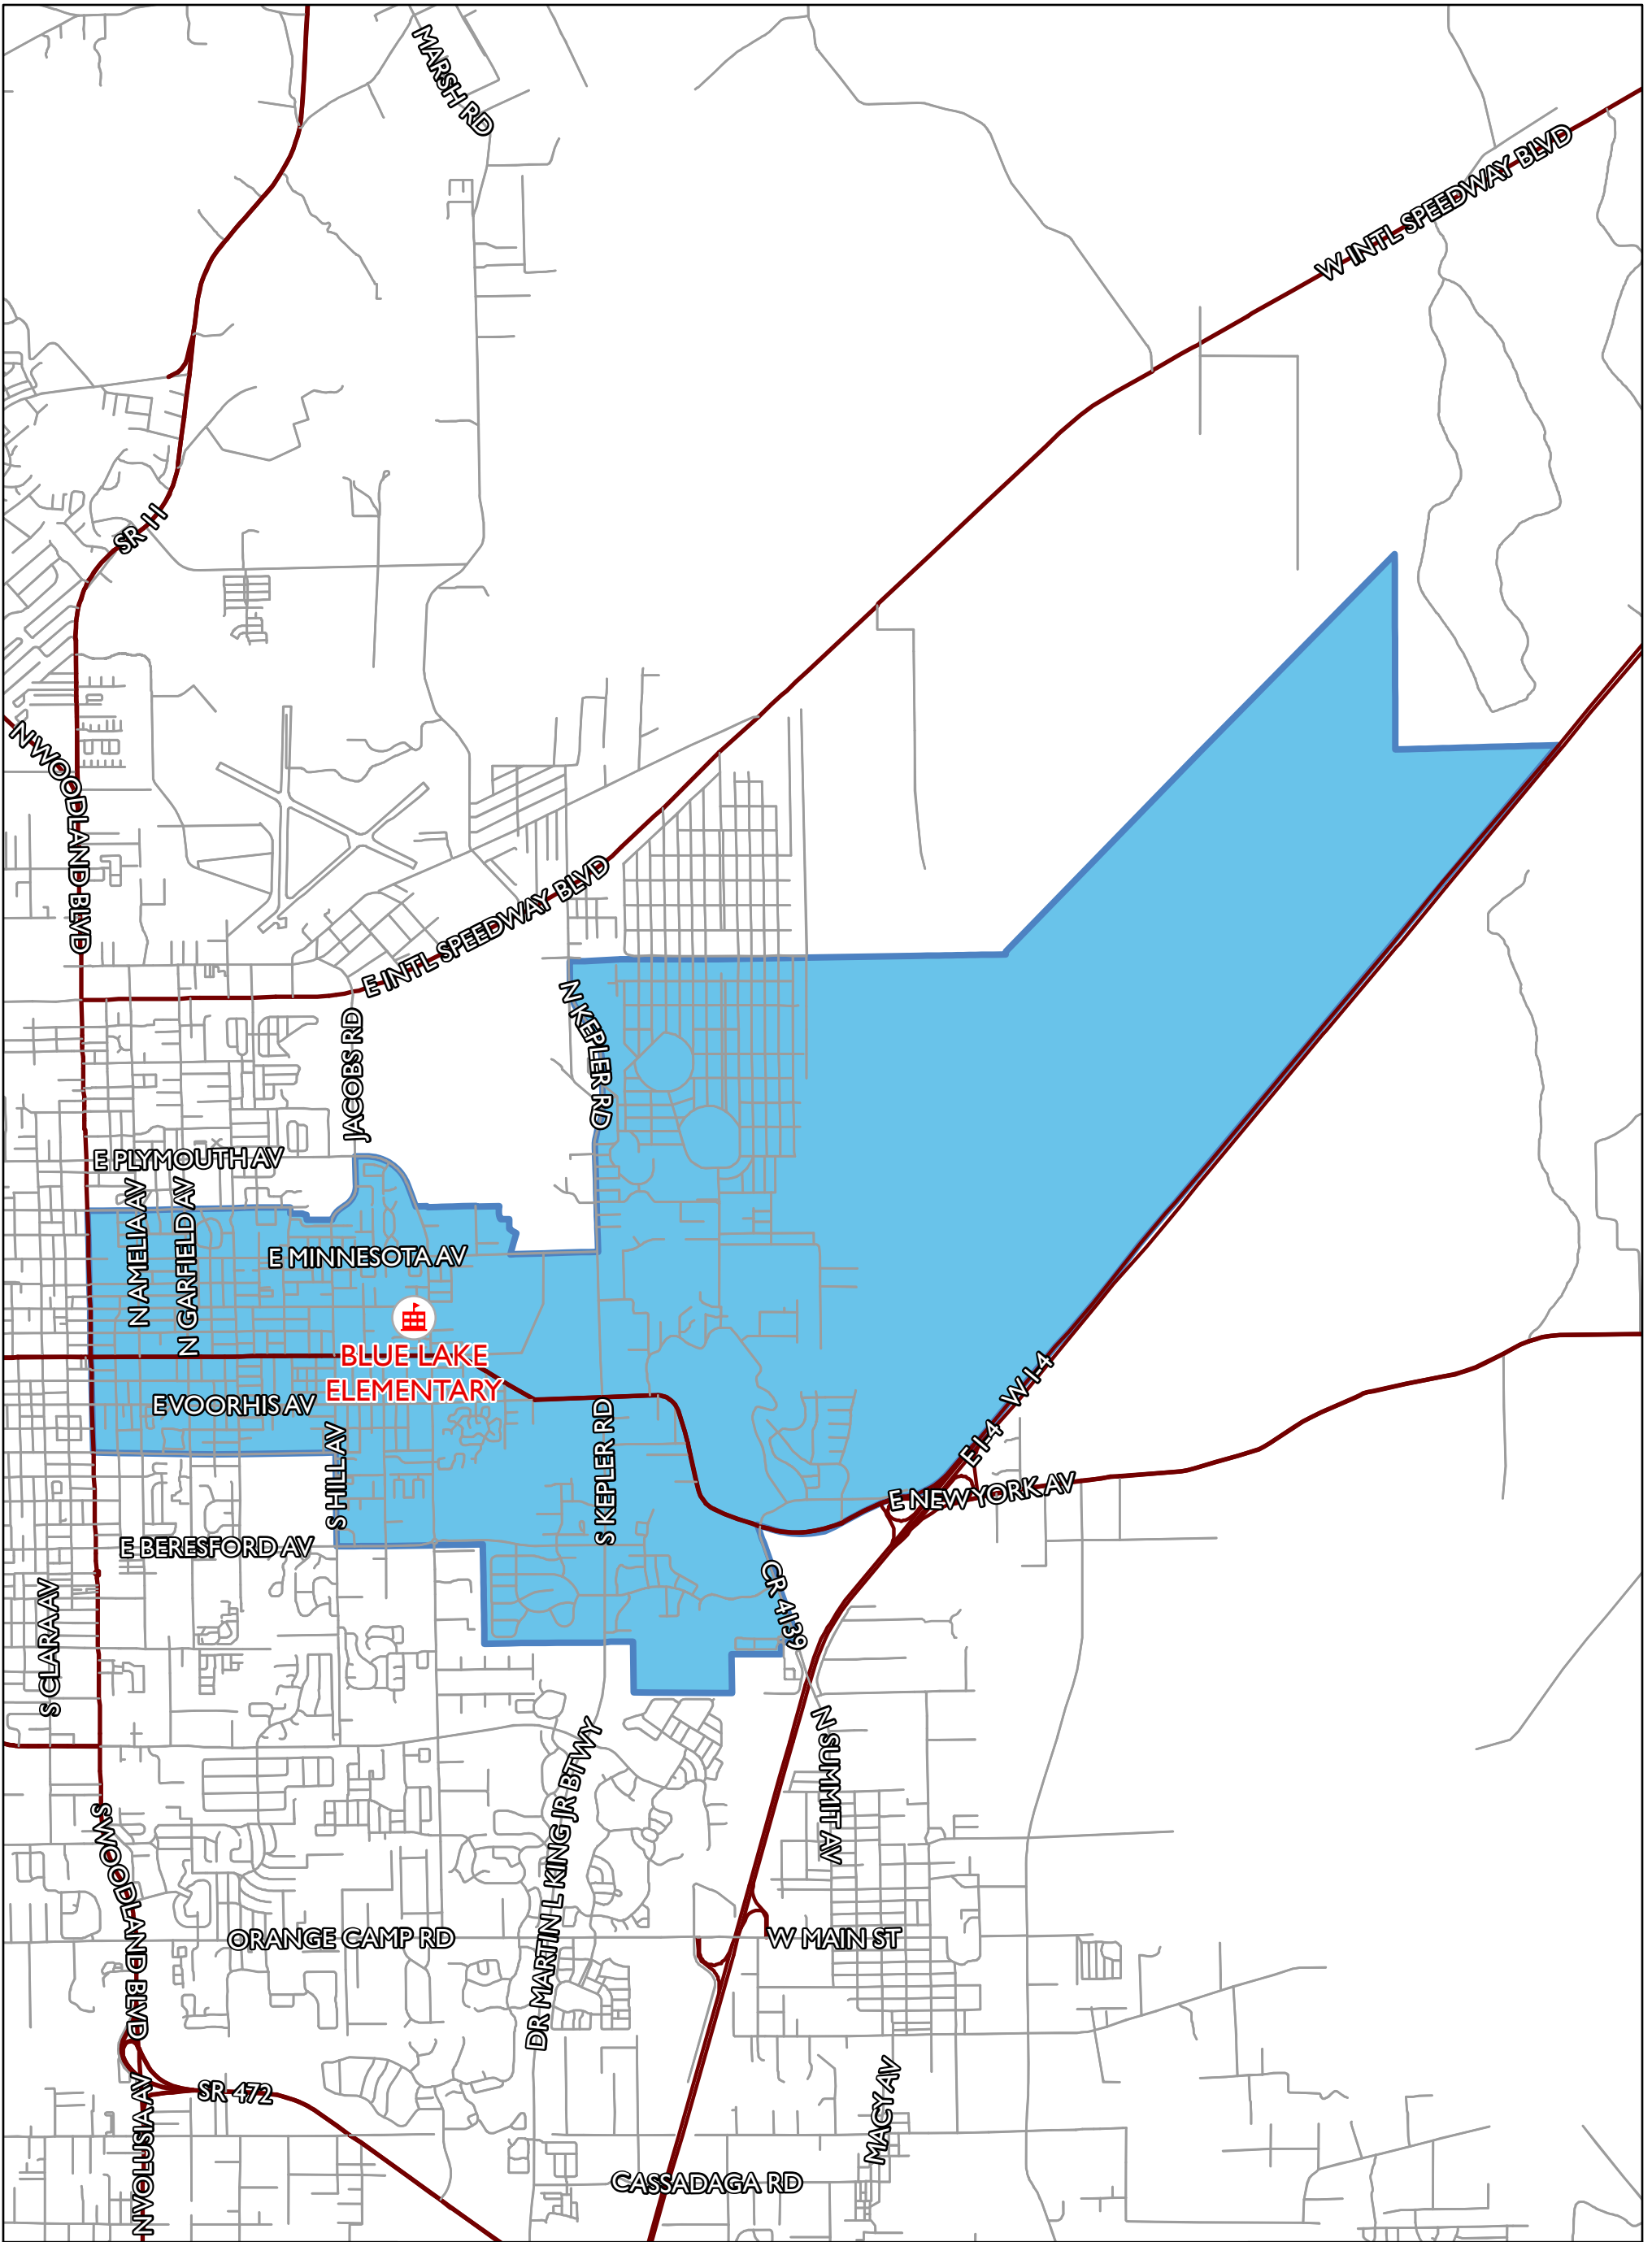 MARSH RD
W INTL SPEEDWAY BLVD
SR 11
N WOODLAND BLVD
E INTL SPEEDWAY BLVD
N KEPLER RD
JACOBS RD
E PLYMOUTH AV
N AMELIA AV
N GARFIELD AV
E MINNESOTA AV
BLUE LAKE
ELEMENTARY
E VOORHIS AV
S HILL AV
S KEPLER RD
W I-4
E I-4
E NEW YORK AV
E BERESFORD AV
CR 4139
S CLARA AV
N SUMMIT AV
DR MARTIN L KING JR BTWY
S WOODLAND BLVD
ORANGE CAMP RD
W MAIN ST
SR 472
N VOLUSIA AV
MACY AV
CASSADAGA RD